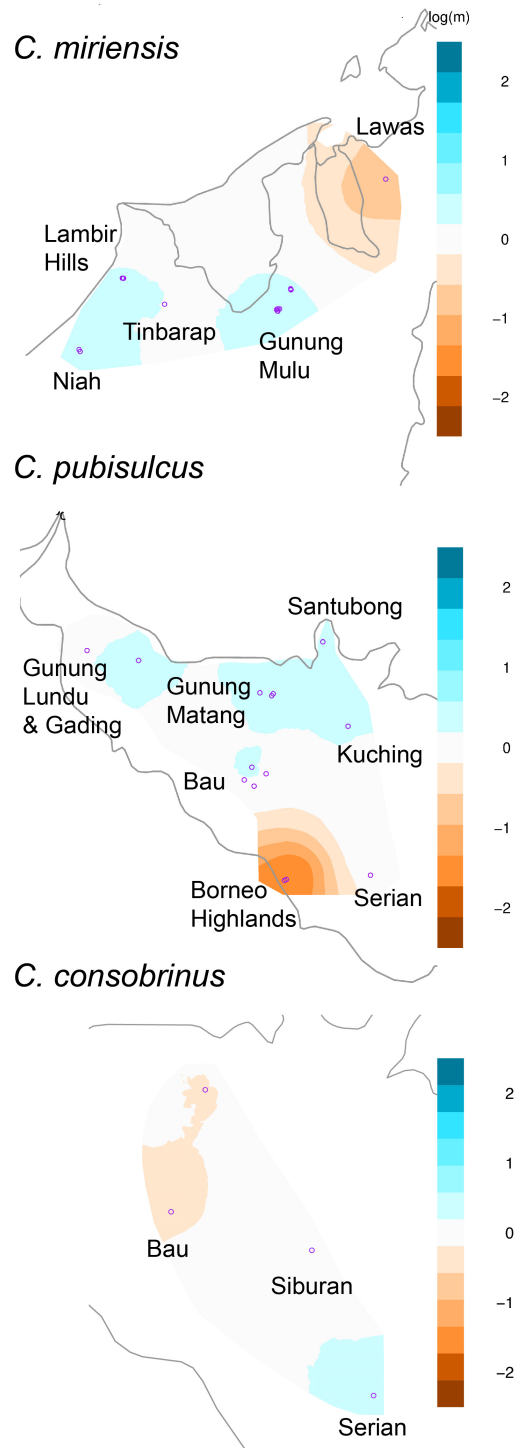 log(m)
C. miriensis
2
1
0
−1
−2
Lawas
Lambir
Hills
Tinbarap
Gunung
Mulu
Niah
C. pubisulcus
2
1
0
−1
−2
Santubong
Gunung
Lundu
& Gading
Gunung
Matang
Kuching
Bau
Borneo
Highlands
Serian
C. consobrinus
2
1
0
−1
−2
Bau
Siburan
Serian